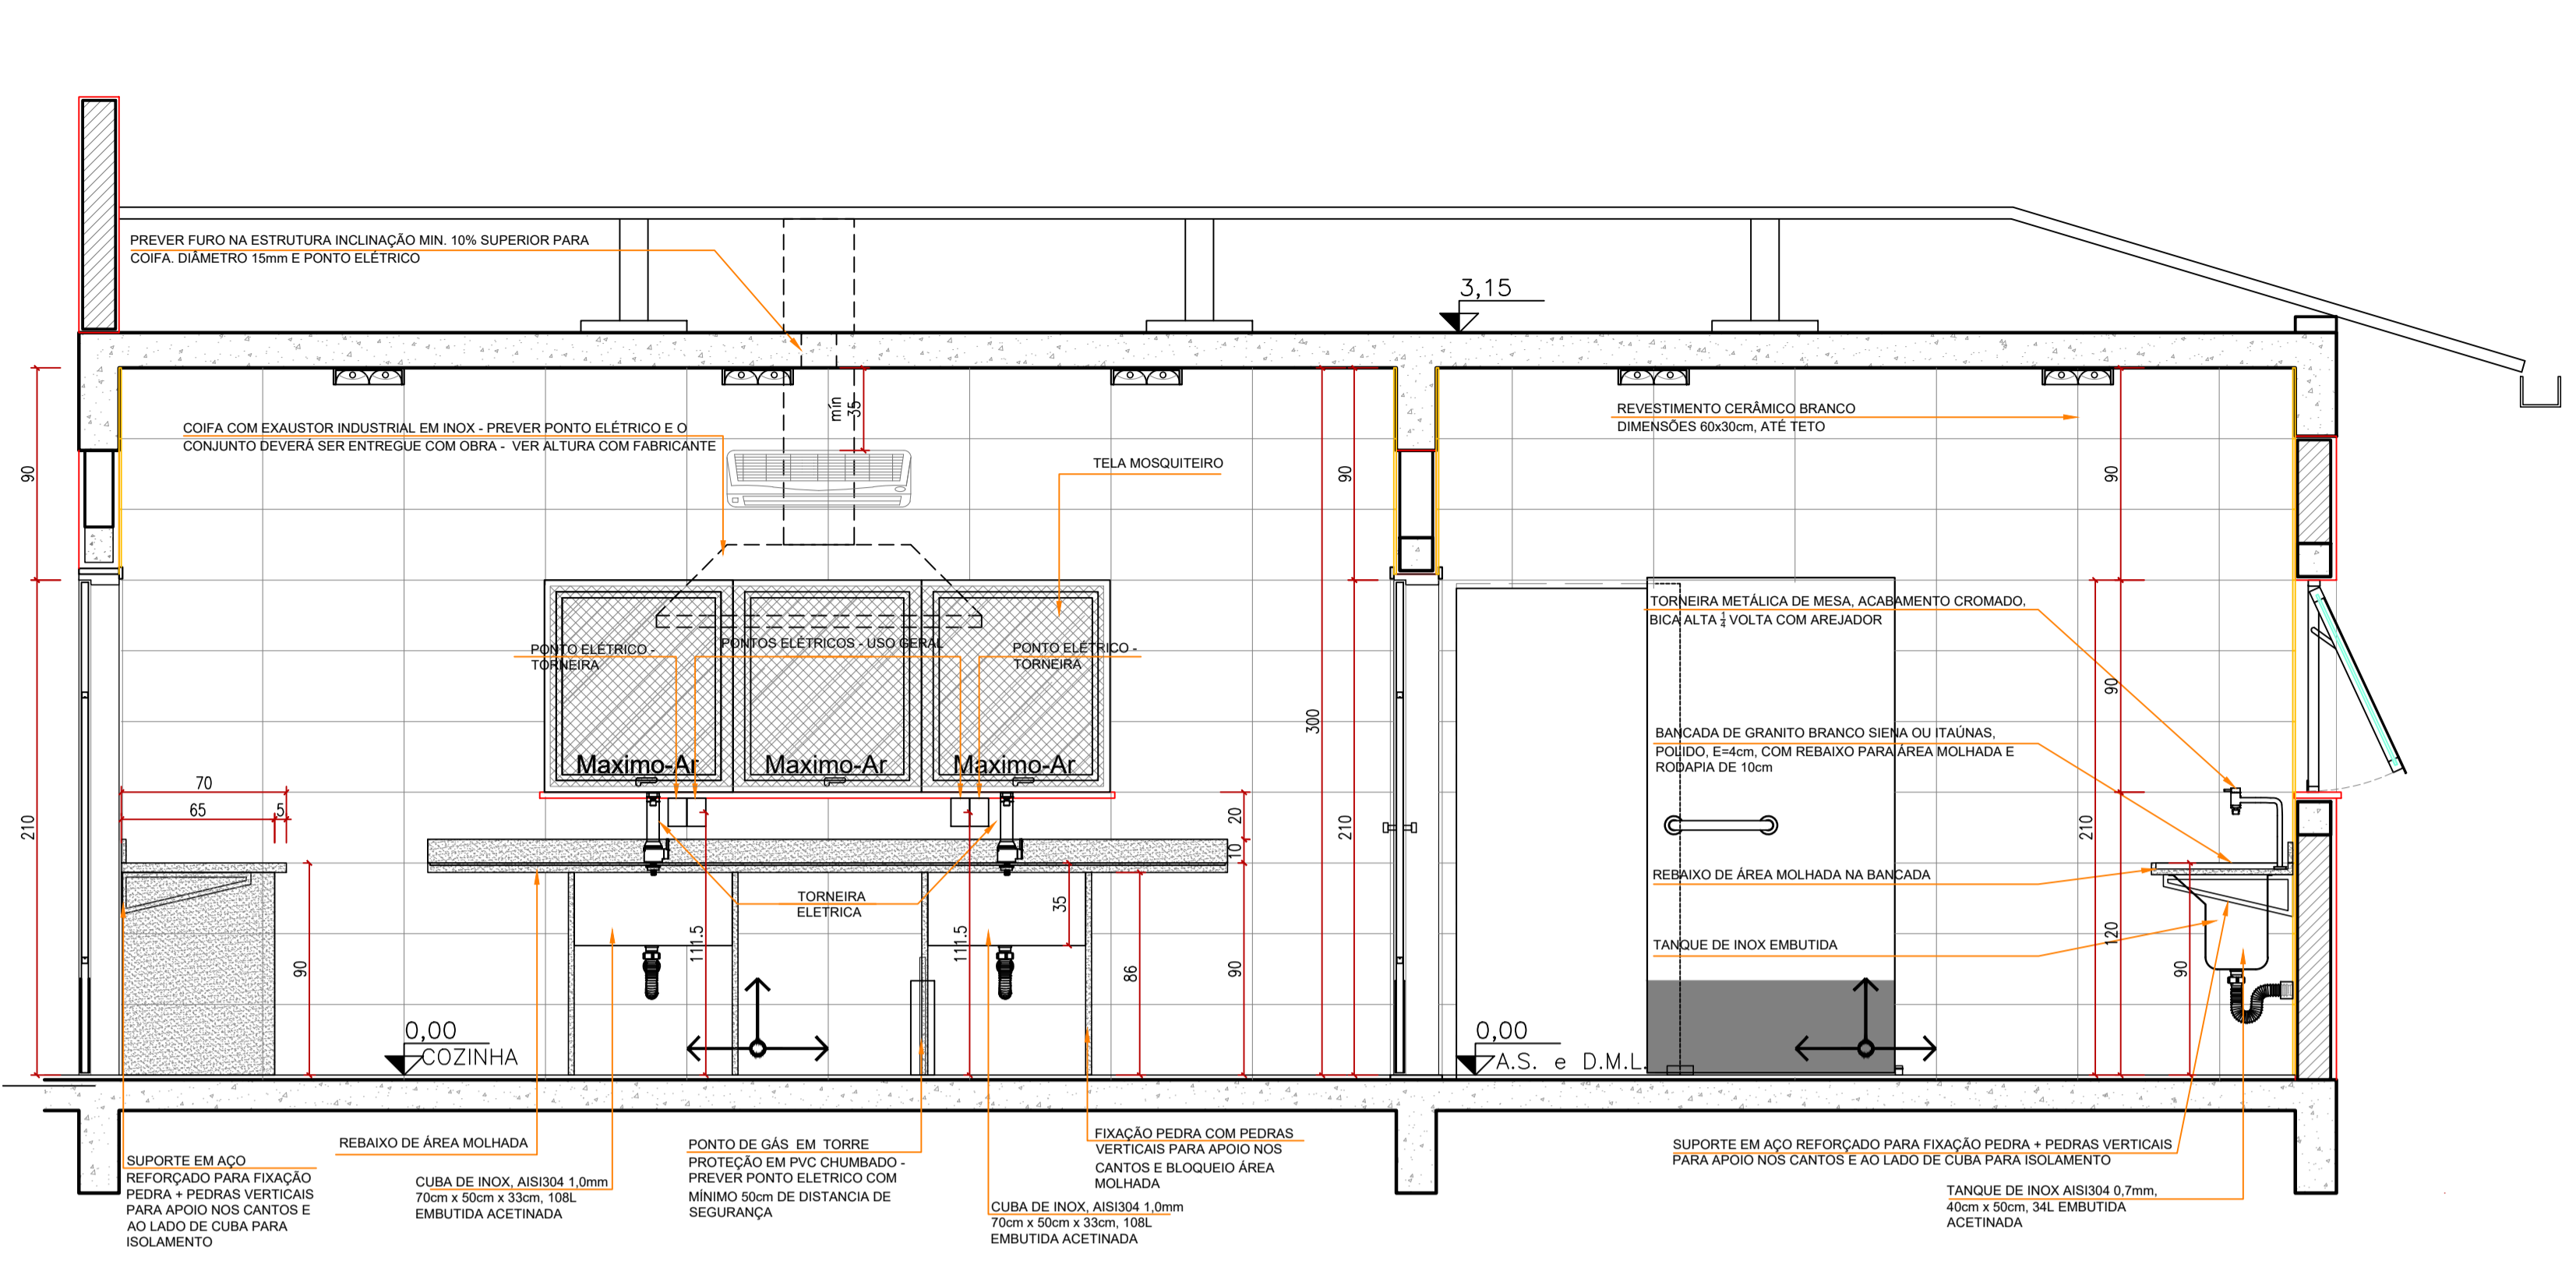 PREVER FURO NA ESTRUTURA INCLINAÇÃO MIN. 10% SUPERIOR PARA
COIFA. DIÂMETRO 15mm E PONTO ELÉTRICO
3,15
COIFA COM EXAUSTOR INDUSTRIAL EM INOX - PREVER PONTO ELÉTRICO E O
CONJUNTO DEVERÁ SER ENTREGUE COM OBRA - VER ALTURA COM FABRICANTE
mín
35
TELA MOSQUITEIRO
REVESTIMENTO CERÂMICO BRANCO
DIMENSÕES 60x30cm, ATÉ TETO
90
90
90
PONTO ELÉTRICO -
TORNEIRA
PONTOS ELÉTRICOS - USO GERAL
PONTO ELÉTRICO -
TORNEIRA
TORNEIRA METÁLICA DE MESA, ACABAMENTO CROMADO,
BICA ALTA ¼ VOLTA COM AREJADOR
90
300
BANCADA DE GRANITO BRANCO SIENA OU ITAÚNAS,
POLIDO, E=4cm, COM REBAIXO PARA ÁREA MOLHADA E
RODAPIA DE 10cm
Maximo-Ar
Maximo-Ar
Maximo-Ar
70
65
5
210
20
10
210
210
REBAIXO DE ÁREA MOLHADA NA BANCADA
TORNEIRA
ELETRICA
35
111.5
111.5
TANQUE DE INOX EMBUTIDA
120
90
86
90
90
0,00
COZINHA
0,00
A.S. e D.M.L.
SUPORTE EM AÇO
REFORÇADO PARA FIXAÇÃO
PEDRA + PEDRAS VERTICAIS
PARA APOIO NOS CANTOS E
AO LADO DE CUBA PARA
ISOLAMENTO
REBAIXO DE ÁREA MOLHADA
CUBA DE INOX, AISI304 1,0mm
70cm x 50cm x 33cm, 108L
EMBUTIDA ACETINADA
PONTO DE GÁS EM TORRE
PROTEÇÃO EM PVC CHUMBADO -
PREVER PONTO ELETRICO COM
MÍNIMO 50cm DE DISTANCIA DE
SEGURANÇA
CUBA DE INOX, AISI304 1,0mm
70cm x 50cm x 33cm, 108L
EMBUTIDA ACETINADA
FIXAÇÃO PEDRA COM PEDRAS
VERTICAIS PARA APOIO NOS
CANTOS E BLOQUEIO ÁREA
MOLHADA
SUPORTE EM AÇO REFORÇADO PARA FIXAÇÃO PEDRA + PEDRAS VERTICAIS
PARA APOIO NOS CANTOS E AO LADO DE CUBA PARA ISOLAMENTO
TANQUE DE INOX AISI304 0,7mm,
40cm x 50cm, 34L EMBUTIDA
ACETINADA